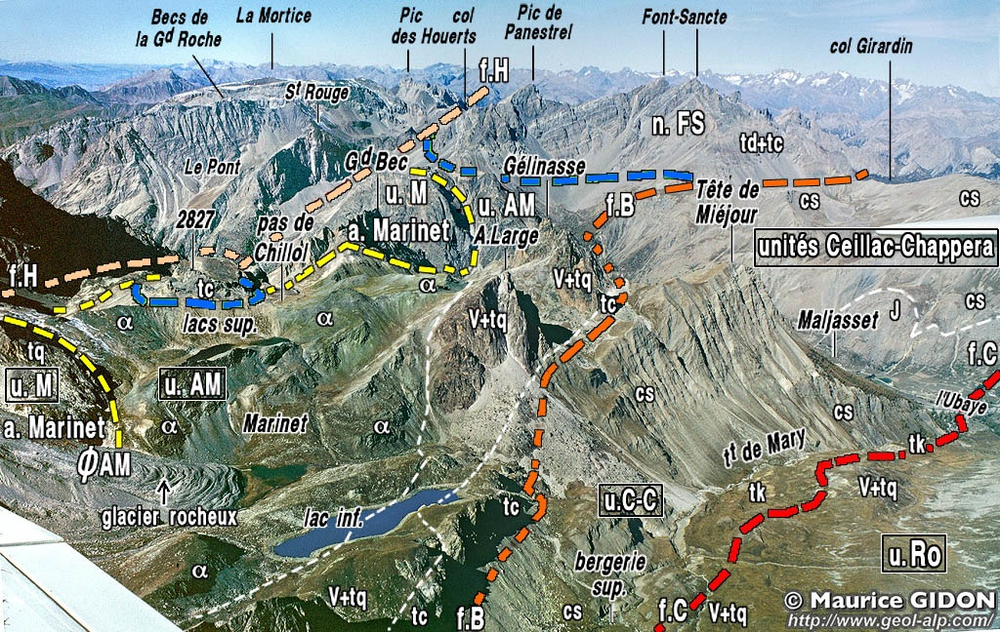 Becs de
la Gd Roche
La Mortice
Pic
des Houerts
col
Pic de
Panestrel
Font-Sancte
col Girardin
f.H
St Rouge
n. FS
td+tc
Le Pont
Gd Bec
Gélinasse
u. M
u. AM
f.B
Tête de
Miéjour
cs
cs
2827
pas de
Chillol
a. Marinet
A.Large
unités Ceillac-Chappera
f.H
tc
α
V+tq
tc
lacs sup.
α
α
V+tq
Maljasset
J
cs
tq
u. M
u. AM
f.C
l'Ubaye
a. Marinet
α
Marinet
α
cs
cs
φAM
tt de Mary
tk
glacier rocheux
lac inf.
tc
u.C-C
tk
V+tq
α
bergerie
sup.
u. Ro
V+tq
tc
f.B
cs
f.C
V+tq
© Maurice GIDON
http://www.geol-alp.com/